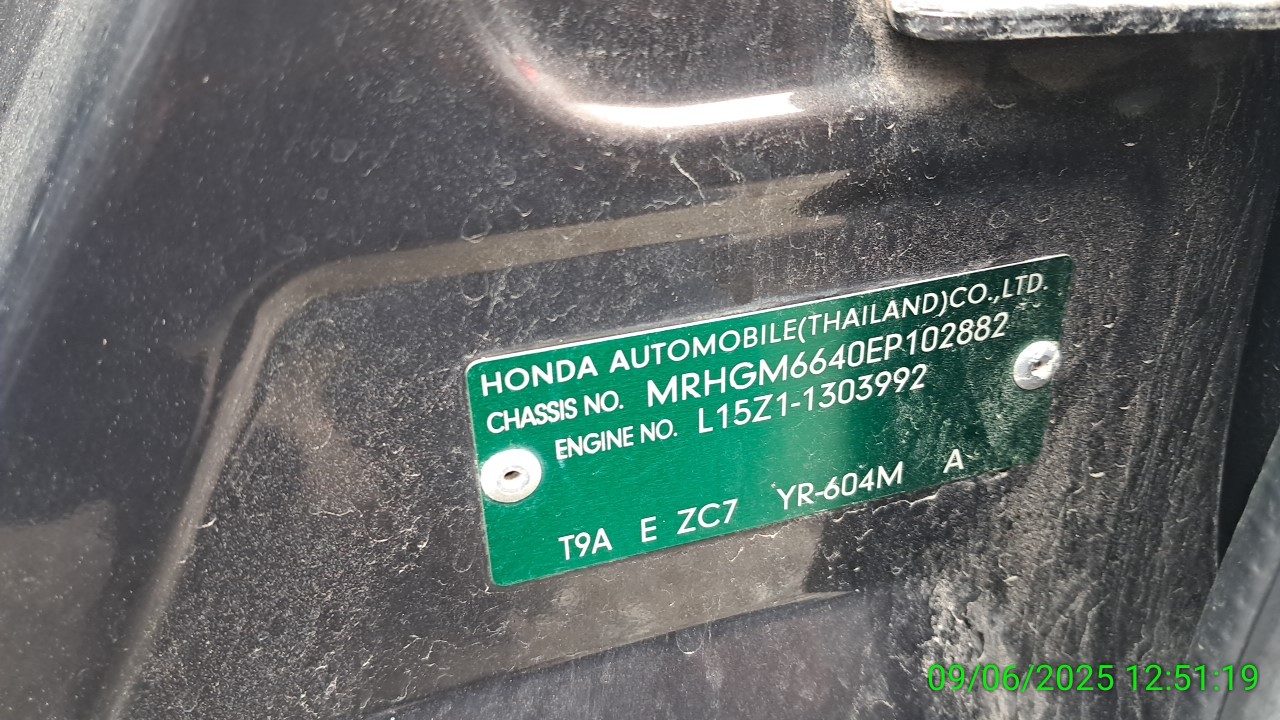 HONDA AUTOMOBILE(THAILAND)CO.,LTD.
CHASSIS NO. MRHGM6640EP102882
ENGINE NO. L15Z1-1303992
T9A E ZC7 YR-604M A
09/06/2025 12:51:19